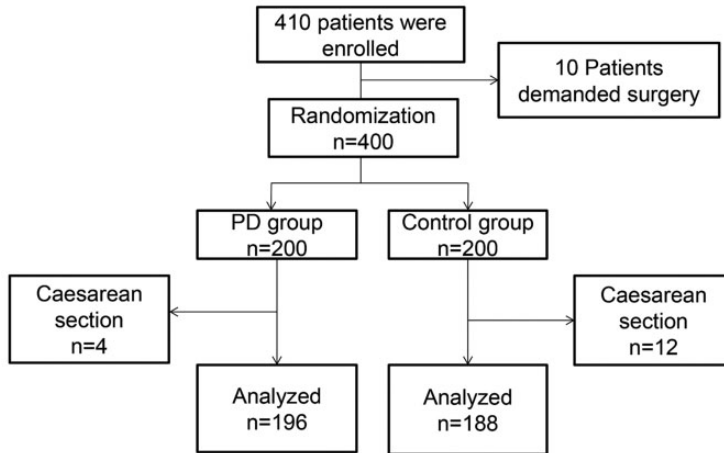 410 patients were
enrolled
10 Patients
demanded surgery
Randomization
n=400
PD group
n=200
Control group
n=200
Caesarean
section
n=4
Caesarean
section
n=12
Analyzed
n=196
Analyzed
n=188